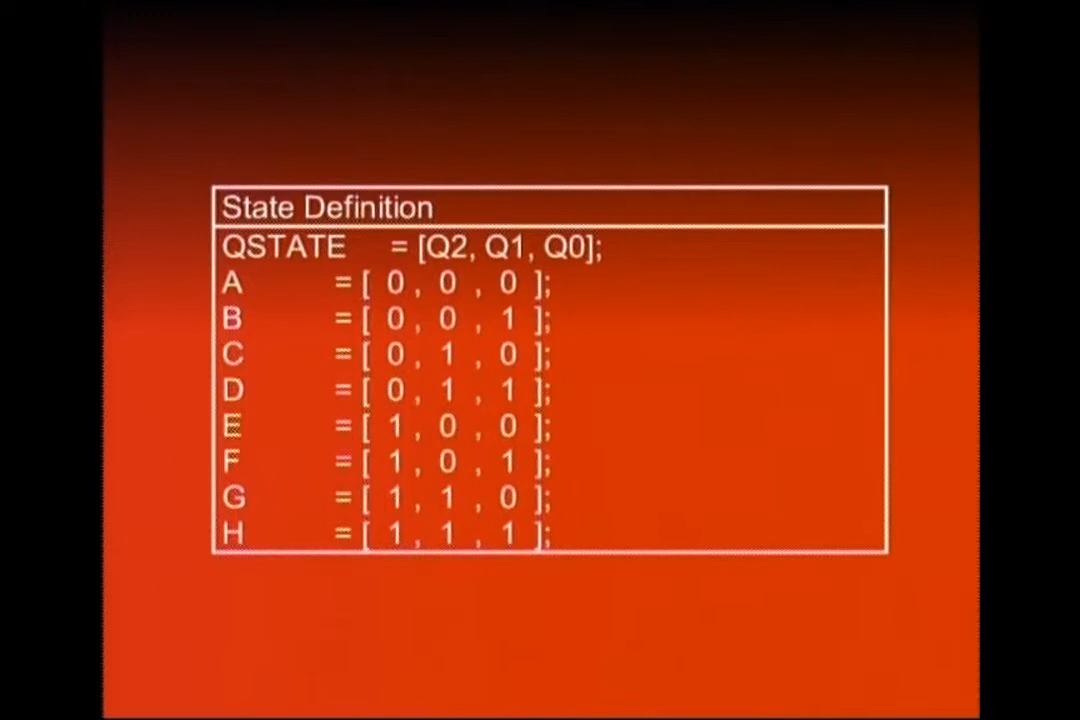 State Definition
QSTATE = [Q2, Q1, Q0];
A = [ 0 , 0 , 0 ];
B = [ 0 , 0 , 1 ];
C = [ 0 , 1 , 0 ];
D = [ 0 , 1 , 1 ];
E = [ 1 , 0 , 0 ];
F = [ 1 , 0 , 1 ];
G = [ 1 , 1 , 0 ];
H = [ 1 , 1 , 1 ];